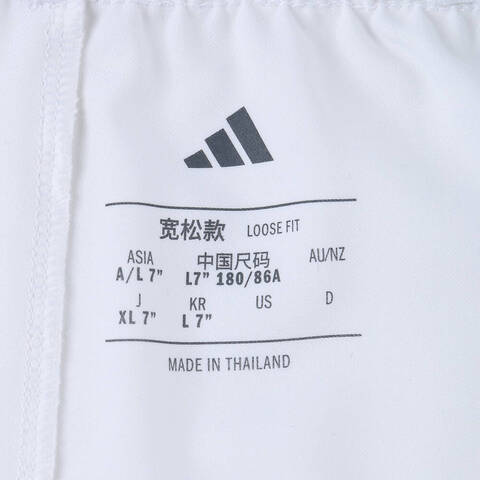 宽松款 LOOSE FIT
ASIA 中国尺码 AU/NZ
A/L 7" L7" 180/86A
J KR US D
XL 7" L 7"
MADE IN THAILAND